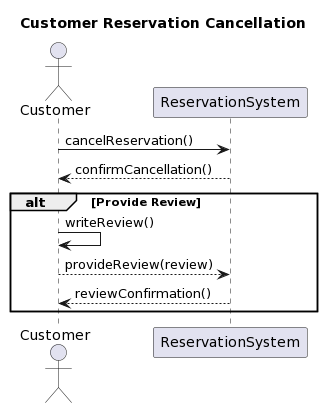 Customer Reservation Cancellation
Customer
ReservationSystem
cancelReservation()
confirmCancellation()
alt [Provide Review]
writeReview()
provideReview(review)
reviewConfirmation()
Customer
ReservationSystem